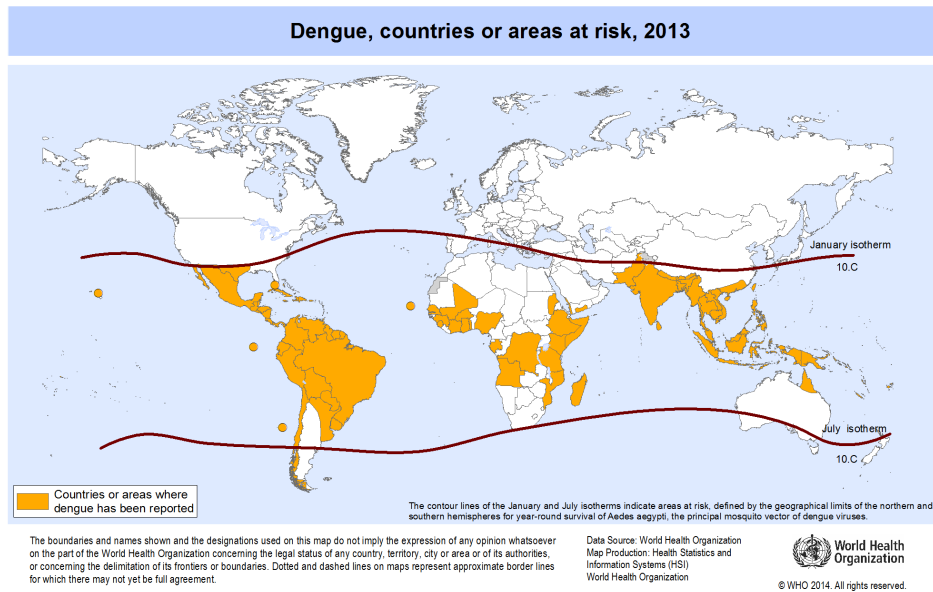 Dengue, countries or areas at risk, 2013
January isotherm
10.C
July isotherm
10.C
Countries or areas where
dengue has been reported
The contour lines of the January and July isotherms indicate areas at risk, defined by the geographical limits of the northern and
southern hemispheres for year-round survival of Aedes aegypti, the principal mosquito vector of dengue viruses.
The boundaries and names shown and the designations used on this map do not imply the expression of any opinion whatsoever
on the part of the World Health Organization concerning the legal status of any country, territory, city or area or of its authorities,
or concerning the delimitation of its frontiers or boundaries. Dotted and dashed lines on maps represent approximate border lines
for which there may not yet be full agreement.
Data Source: World Health Organization
Map Production: Health Statistics and
Information Systems (HSI)
World Health Organization
World Health
Organization
© WHO 2014. All rights reserved.